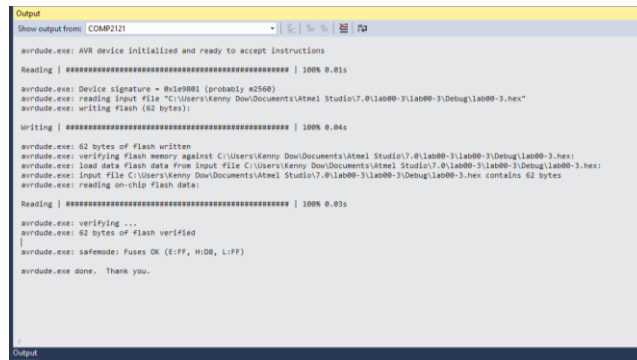 Output
Show output from: COMP2121
avrdude.exe: AVR device initialized and ready to accept instructions
Reading | ################################################## | 100% 0.01s
avrdude.exe: Device signature = 0x1e9801 (probably m2560)
avrdude.exe: reading input file "C:\Users\Kenny Dow\Documents\Atmel Studio\7.0\lab00-3\lab00-3\Debug\lab00-3.hex"
avrdude.exe: writing flash (62 bytes):
Writing | ################################################## | 100% 0.04s
avrdude.exe: 62 bytes of flash written
avrdude.exe: verifying flash memory against C:\Users\Kenny Dow\Documents\Atmel Studio\7.0\lab00-3\lab00-3\Debug\lab00-3.hex:
avrdude.exe: load data flash data from input file C:\Users\Kenny Dow\Documents\Atmel Studio\7.0\lab00-3\lab00-3\Debug\lab00-3.hex:
avrdude.exe: input file C:\Users\Kenny Dow\Documents\Atmel Studio\7.0\lab00-3\lab00-3\Debug\lab00-3.hex contains 62 bytes
avrdude.exe: reading on-chip flash data:
Reading | ################################################## | 100% 0.03s
avrdude.exe: verifying ...
avrdude.exe: 62 bytes of flash verified
avrdude.exe: safemode: Fuses OK (E:FF, H:D8, L:FF)
avrdude.exe done.  Thank you.
Output